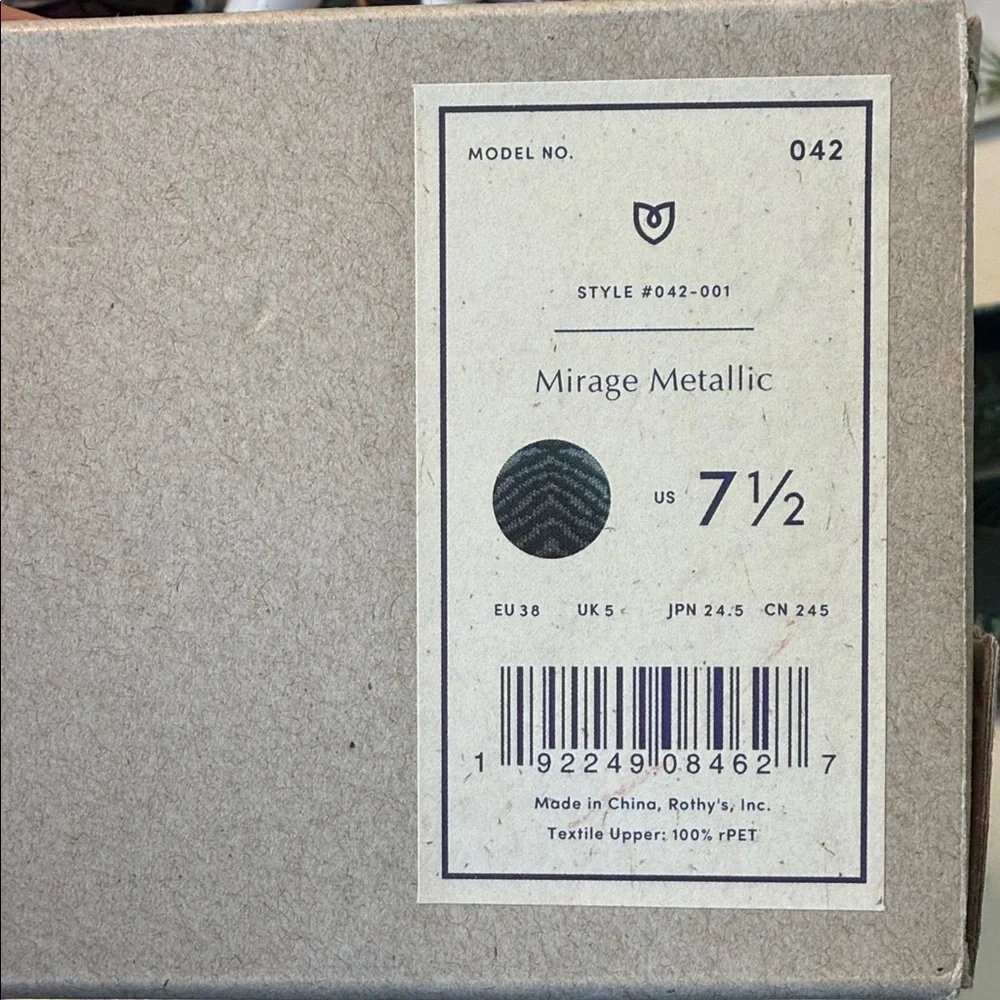 MODEL NO. 042
STYLE #042-001
Mirage Metallic
US 7½
EU 38 UK 5 JPN 24.5 CN 245
1 92249 08462 7
Made in China, Rothy's, Inc.
Textile Upper: 100% rPET